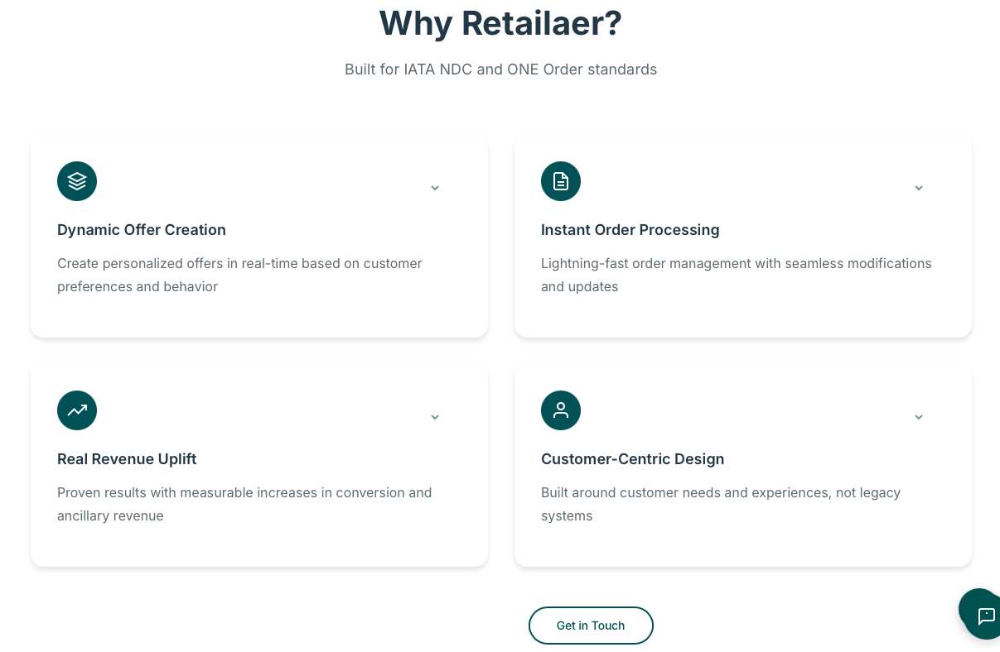 Why Retailaer?
Built for IATA NDC and ONE Order standards
Dynamic Offer Creation
Create personalized offers in real-time based on customer
preferences and behavior
Instant Order Processing
Lightning-fast order management with seamless modifications
and updates
Real Revenue Uplift
Proven results with measurable increases in conversion and
ancillary revenue
Customer-Centric Design
Built around customer needs and experiences, not legacy
systems
Get in Touch